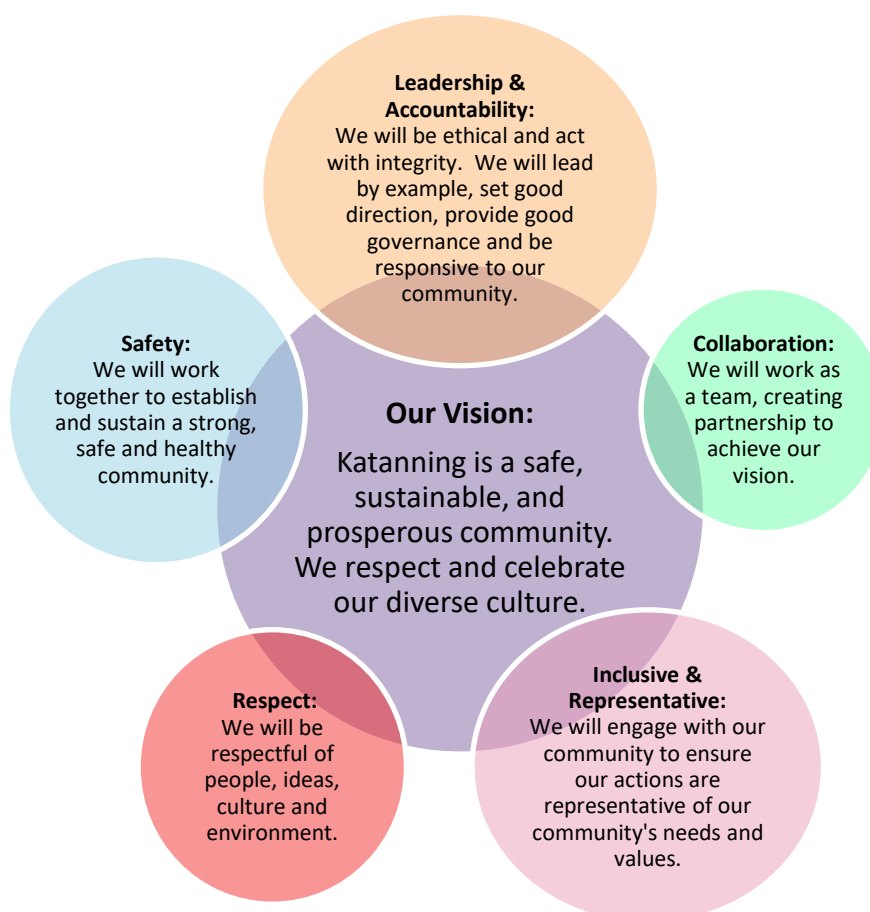 Leadership &
Accountability:
We will be ethical and act
with integrity.  We will lead
by example, set good
direction, provide good
governance and be
responsive to our
community.
Safety:
We will work
together to establish
and sustain a strong,
safe and healthy
community.
Collaboration:
We will work as
a team, creating
partnership to
achieve our
vision.
Our Vision:
Katanning is a safe,
sustainable, and
prosperous community.
We respect and celebrate
our diverse culture.
Respect:
We will be
respectful of
people, ideas,
culture and
environment.
Inclusive &
Representative:
We will engage with our
community to ensure
our actions are
representative of our
community's needs and
values.